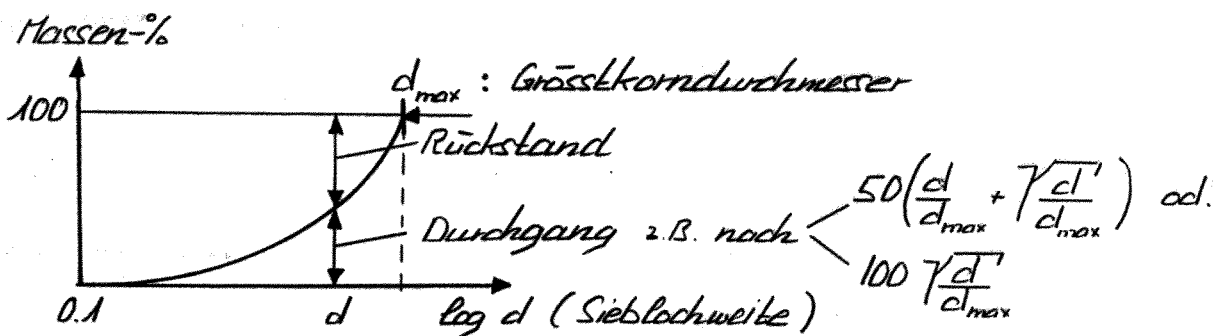 Massen-%
100
d_max : Grösstkorndurchmesser
Rückstand
Durchgang z.B. nach
50(d/d_max + √(d/d_max)) od.
100 √(d/d_max)
0.1
d
log d (Sieblochweite)